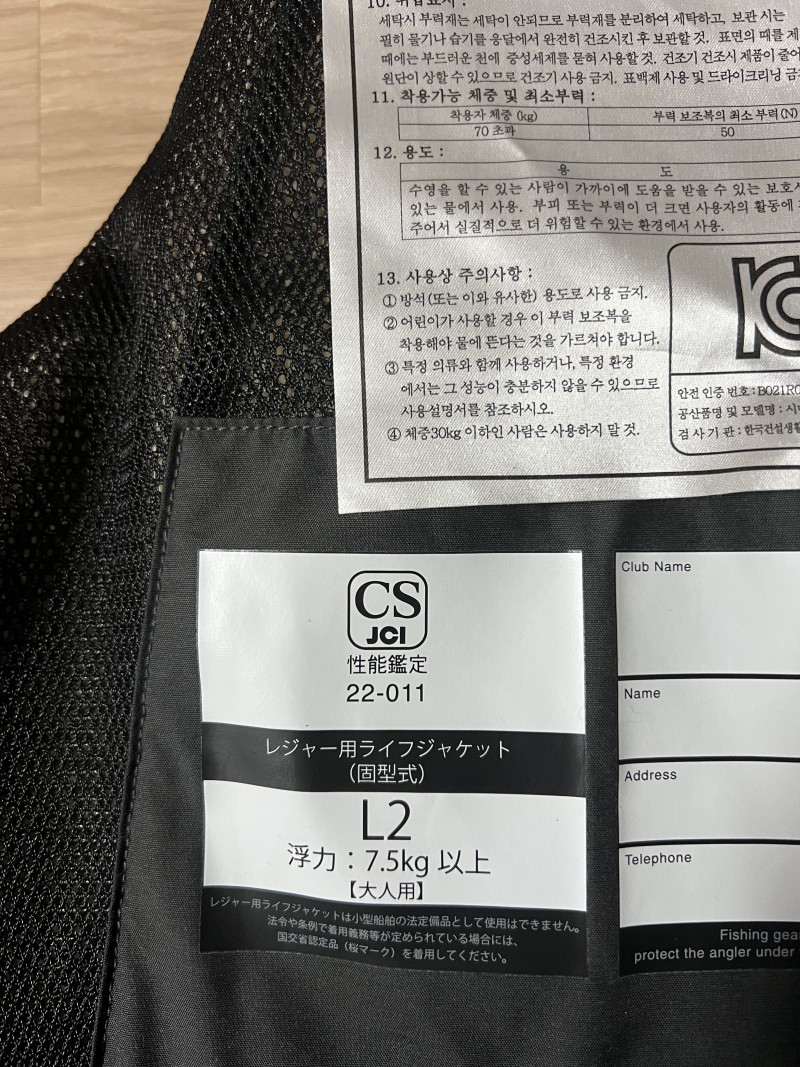 10. 취급표시 :
세탁시 부력재는 세탁이 안되므로 부력재를 분리하여 세탁하고, 보관 시는
필히 물기나 습기를 응달에서 완전히 건조시킨 후 보관할 것. 표면의 때를 제
때에는 부드러운 천에 중성세제를 묻혀 사용할 것. 건조기 건조시 제품이 줄어
원단이 상할 수 있으므로 건조기 사용 금지. 표백제 사용 및 드라이크리닝 금
11. 착용가능 체중 및 최소부력 :
착용자 체중 (kg) 부력 보조복의 최소 부력(N)
70 초과 50
12. 용도 :
용 도
수영을 할 수 있는 사람이 가까이에 도움을 받을 수 있는 보호시
있는 물에서 사용. 부피 또는 부력이 더 크면 사용자의 활동에
주어서 실질적으로 더 위험할 수 있는 환경에서 사용.
13. 사용상 주의사항 :
① 방석(또는 이와 유사한) 용도로 사용 금지.
② 어린이가 사용할 경우 이 부력 보조복을
착용해야 물에 뜬다는 것을 가르쳐야 합니다.
③ 특정 의류와 함께 사용하거나, 특정 환경
에서는 그 성능이 충분하지 않을 수 있으므로
사용설명서를 참조하시오.
④ 체중30kg 이하인 사람은 사용하지 말 것.
안전 인증 번호 : B021R
공산품명 및 모델명 : 시
검 사 기 관 : 한국건설생활
CS
JCI
性能鑑定
22-011
レジャー用ライフジャケット
（固型式）
L2
浮力：7.5kg 以上
【大人用】
レジャー用ライフジャケットは小型船舶の法定備品として使用はできません。
法令や条例で着用義務等が定められている場合には、
国交省認定品（桜マーク）を着用してください。
Club Name
Name
Address
Telephone
Fishing gea
protect the angler under